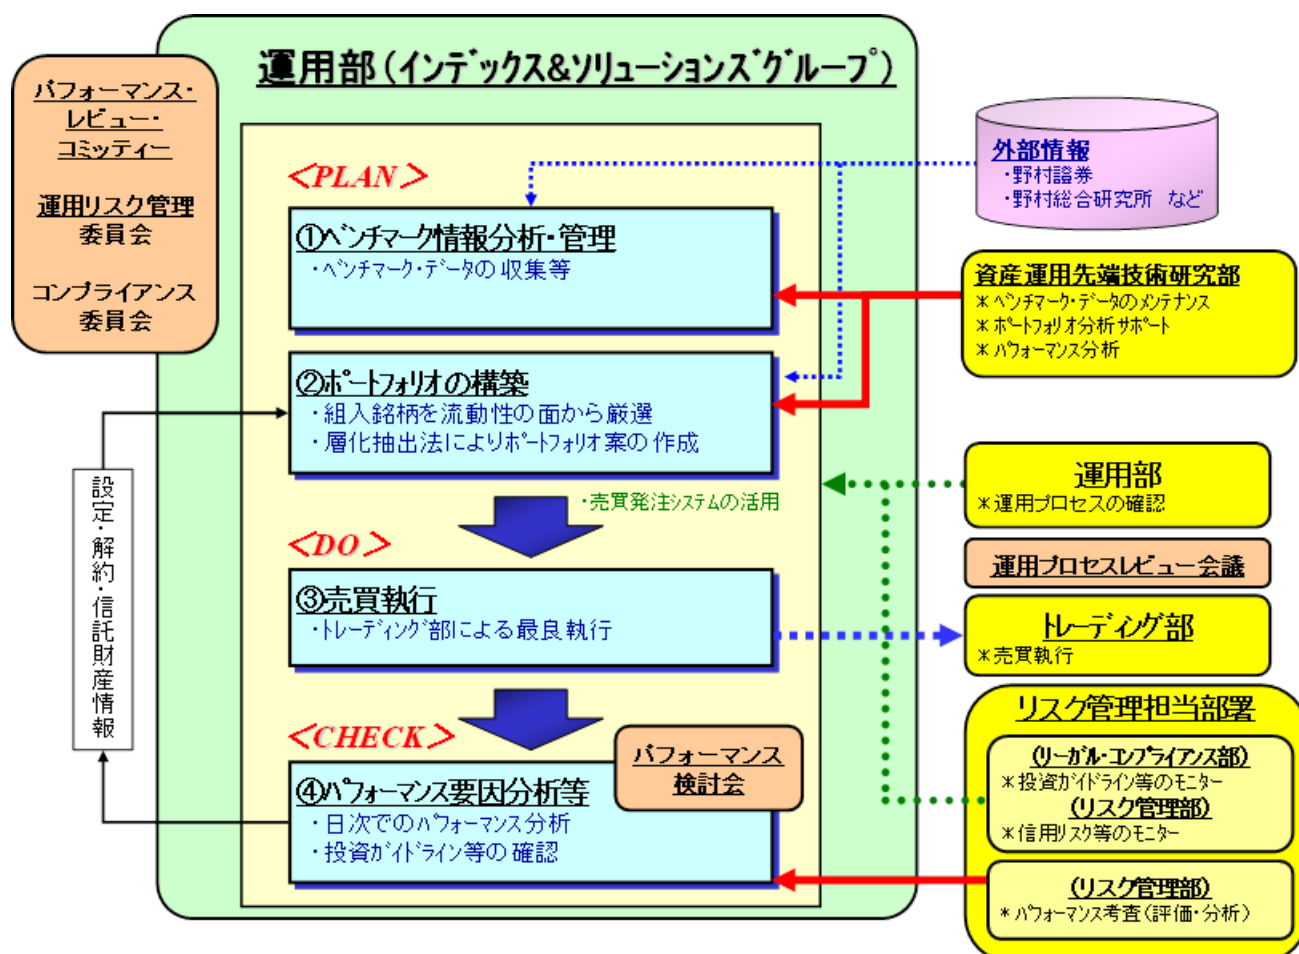 運用部(インデックス&ソリューションズグループ)
パフォーマンス・
レビュー・
コミッティー
運用リスク管理
委員会
コンプライアンス
委員会
<PLAN>
①ベンチマーク情報分析・管理
・ベンチマーク・データの収集等
②ポートフォリオの構築
・組入銘柄を流動性の面から厳選
・層化抽出法によりポートフォリオ案の作成
・売買発注システムの活用
<DO>
③売買執行
・トレーディング部による最良執行
<CHECK>
パフォーマンス
検討会
④パフォーマンス要因分析等
・日次でのパフォーマンス分析
・投資ガイドライン等の確認
設定・解約・信託財産情報
外部情報
・野村證券
・野村総合研究所 など
資産運用先端技術研究部
*ベンチマーク・データのメンテナンス
*ポートフォリオ分析サポート
*パフォーマンス分析
運用部
*運用プロセスの確認
運用プロセスレビュー会議
トレーディング部
*売買執行
リスク管理担当部署
(リーガル・コンプライアンス部)
*投資ガイドライン等のモニター
(リスク管理部)
*信用リスク等のモニター
(リスク管理部)
*パフォーマンス考査(評価・分析)